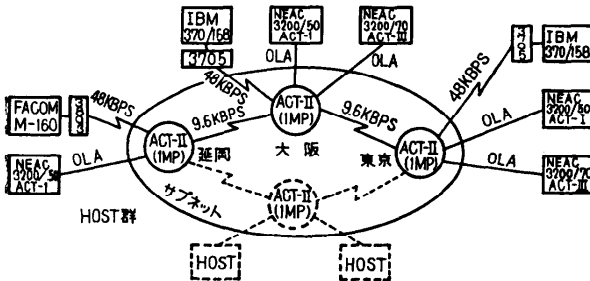 IBM
370/168
3705
NEAC
3200/50
ACT-I
NEAC
3200/70
ACT-III
IBM
370/158
3705
48KBPS
OLA
OLA
48KBPS
FACOM
M-160
48KBPS
9.6KBPS
ACT-II
(IMP)
9.6KBPS
OLA
NEAC
3200/50
ACT-I
ACT-II
(IMP)
延岡
大阪
東京
ACT-II
(IMP)
NEAC
3200/50
ACT-I
OLA
OLA
NEAC
3200/70
ACT-III
サブネット
ACT-II
(IMP)
HOST群
HOST
HOST